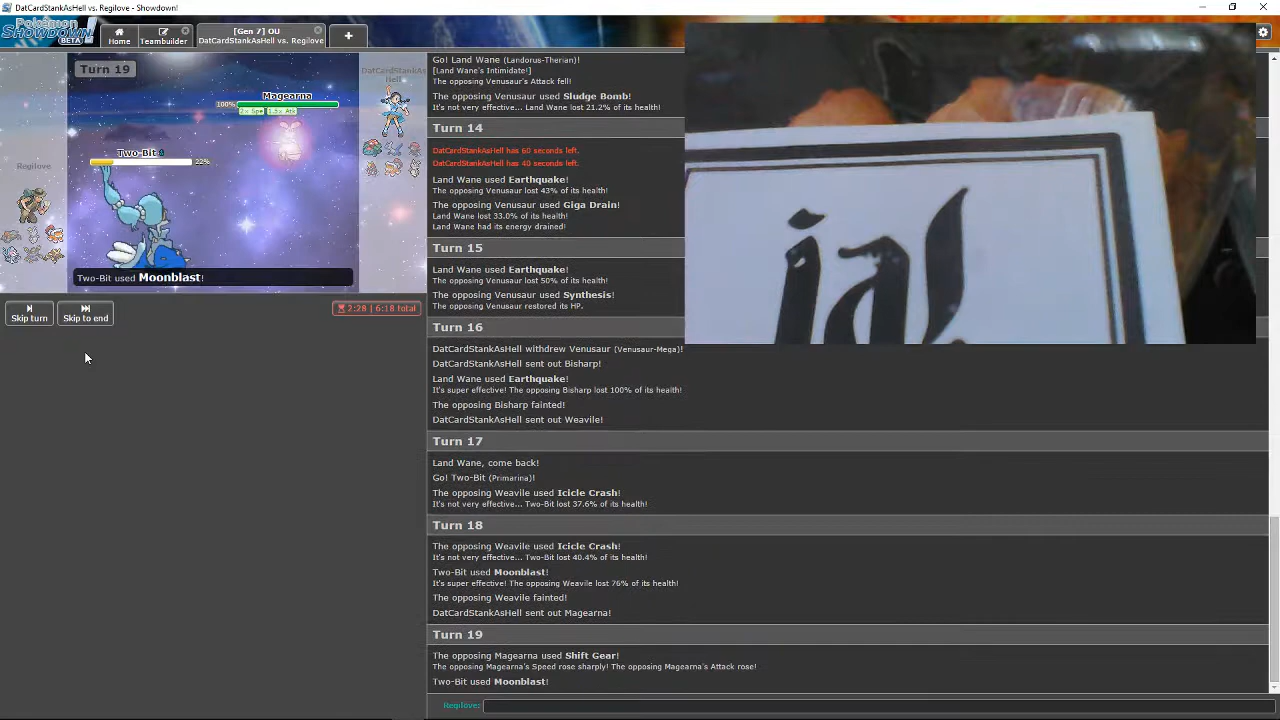 DatCardStankAsHell vs. Regilove - Showdown!
Pokémon
Showdown!
BETA
Home
Teambuilder
[Gen 7] OU
DatCardStankAsHell vs. Regilove
Turn 19
DatCardStankAs
Hell
Magearna
100%
2× Spe 1.5× Atk
Two-Bit
22%
Regilove
Two-Bit used Moonblast!
Skip turn
Skip to end
2:28 | 6:18 total
Go! Land Wane (Landorus-Therian)!
[Land Wane's Intimidate!]
The opposing Venusaur's Attack fell!
The opposing Venusaur used Sludge Bomb!
It's not very effective... Land Wane lost 21.2% of its health!
Turn 14
DatCardStankAsHell has 60 seconds left.
DatCardStankAsHell has 40 seconds left.
Land Wane used Earthquake!
The opposing Venusaur lost 43% of its health!
The opposing Venusaur used Giga Drain!
Land Wane lost 33.0% of its health!
Land Wane had its energy drained!
Turn 15
Land Wane used Earthquake!
The opposing Venusaur lost 50% of its health!
The opposing Venusaur used Synthesis!
The opposing Venusaur restored its HP.
Turn 16
DatCardStankAsHell withdrew Venusaur (Venusaur-Mega)!
DatCardStankAsHell sent out Bisharp!
Land Wane used Earthquake!
It's super effective! The opposing Bisharp lost 100% of its health!
The opposing Bisharp fainted!
DatCardStankAsHell sent out Weavile!
Turn 17
Land Wane, come back!
Go! Two-Bit (Primarina)!
The opposing Weavile used Icicle Crash!
It's not very effective... Two-Bit lost 37.6% of its health!
Turn 18
The opposing Weavile used Icicle Crash!
It's not very effective... Two-Bit lost 40.4% of its health!
Two-Bit used Moonblast!
It's super effective! The opposing Weavile lost 76% of its health!
The opposing Weavile fainted!
DatCardStankAsHell sent out Magearna!
Turn 19
The opposing Magearna used Shift Gear!
The opposing Magearna's Speed rose sharply! The opposing Magearna's Attack rose!
Two-Bit used Moonblast!
Regilove: